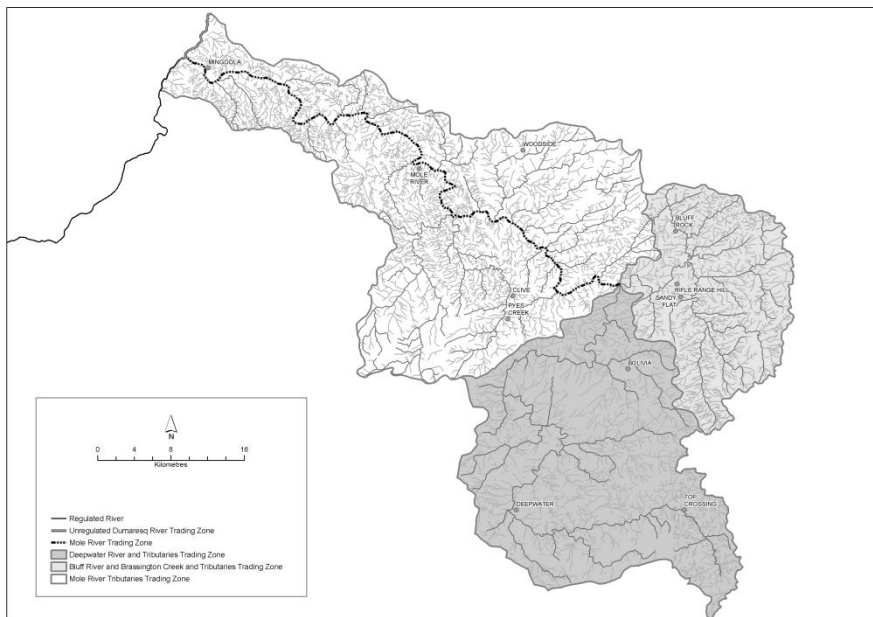 MINGOOLA
WOODSIDE
MOLE
RIVER
BLUFF
ROCK
CLIVE
RIFLE RANGE HILL
SANDY
FLAT
PYES
CREEK
BOLIVIA
DEEPWATER
TOP
CROSSING
N
0 4 8 16
Kilometres
Regulated River
Unregulated Dumaresq River Trading Zone
Mole River Trading Zone
Deepwater River and Tributaries Trading Zone
Bluff River and Brassington Creek and Tributaries Trading Zone
Mole River Tributaries Trading Zone